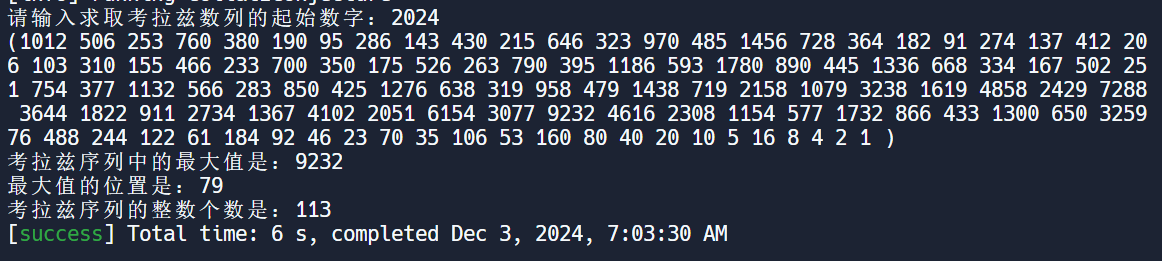 请输入求取考拉兹数列的起始数字：2024
(1012 506 253 760 380 190 95 286 143 430 215 646 323 970 485 1456 728 364 182 91 274 137 412 20
6 103 310 155 466 233 700 350 175 526 263 790 395 1186 593 1780 890 445 1336 668 334 167 502 25
1 754 377 1132 566 283 850 425 1276 638 319 958 479 1438 719 2158 1079 3238 1619 4858 2429 7288
3644 1822 911 2734 1367 4102 2051 6154 3077 9232 4616 2308 1154 577 1732 866 433 1300 650 3259
76 488 244 122 61 184 92 46 23 70 35 106 53 160 80 40 20 10 5 16 8 4 2 1 )
考拉兹序列中的最大值是：9232
最大值的位置是：79
考拉兹序列的整数个数是：113
[success] Total time: 6 s, completed Dec 3, 2024, 7:03:30 AM